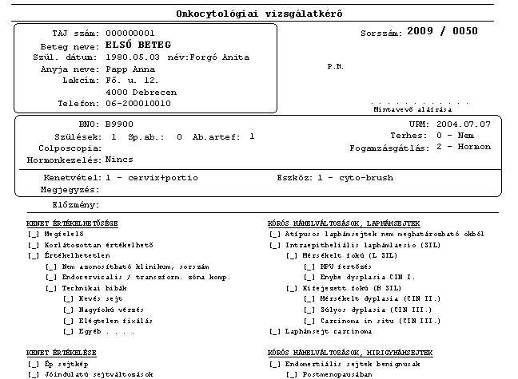 Onkocytológiai vizsgálatkérő
TAJ szám: 000000001
Sorszám: 2009 / 0050
Beteg neve: ELSŐ BETEG
Szül. dátum: 1980.05.03 név:Forgó Anita
Anyja neve: Papp Anna
P.H.
Lakcím: Fő. u. 12.
4000 Debrecen
Telefon: 06-200010010
Mintavevő aláírása
BNO: B9900
URM: 2004.07.07
Szülések: 1 Sp.ab.: 0 Ab.artef: 1
Terhes: 0 - Nem
Colposcopia:
Fogamzásgátlás: 2 - Hormon
Hormonkezelés: Nincs
Kenetvétel: 1 - cervix+portio
Eszköz: 1 - cyto-brush
Megjegyzés:
Előzmény:
KENET ÉRTÉKELHETŐSÉGE
[_] Megfelelő
[_] Korlátozottan értékelhető
[_] Értékelhetetlen
[_] Nem azonosítható klinikum, sorszám
[_] Endocervicalis / transzform. zóna komp.
[_] Technikai hibák
[_] Kevés sejt
[_] Nagyfokú vérzés
[_] Elégtelen fixálás
[_] Egyéb . . . .
KENET ÉRTÉKELÉSE
[_] Ép sejtkép
[_] Jóindulatú sejtváltozások
KÓROS HÁMELVÁLTOZÁSOK, LAPHÁMSEJTEK
[_] Atípusos laphámsejtek nem meghatározható okból
[_] Intraepitheliális laphámlaesio (SIL)
[_] Mérsékelt fokú (L SIL)
[_] HPV fertőzés
[_] Enyhe dysplasia CIN I.
[_] Kifejezett fokú (H SIL)
[_] Mérsékelt dysplasia (CIN II.)
[_] Súlyos dysplasia (CIN III.)
[_] Carcinoma in situ (CIN III.)
[_] Laphámsejt carcinoma
KÓROS HÁMELVÁLTOZÁSOK, MIRIGYHÁMSEJTEK
[_] Endometriális sejtek benignusak
[_] Postmenopausában